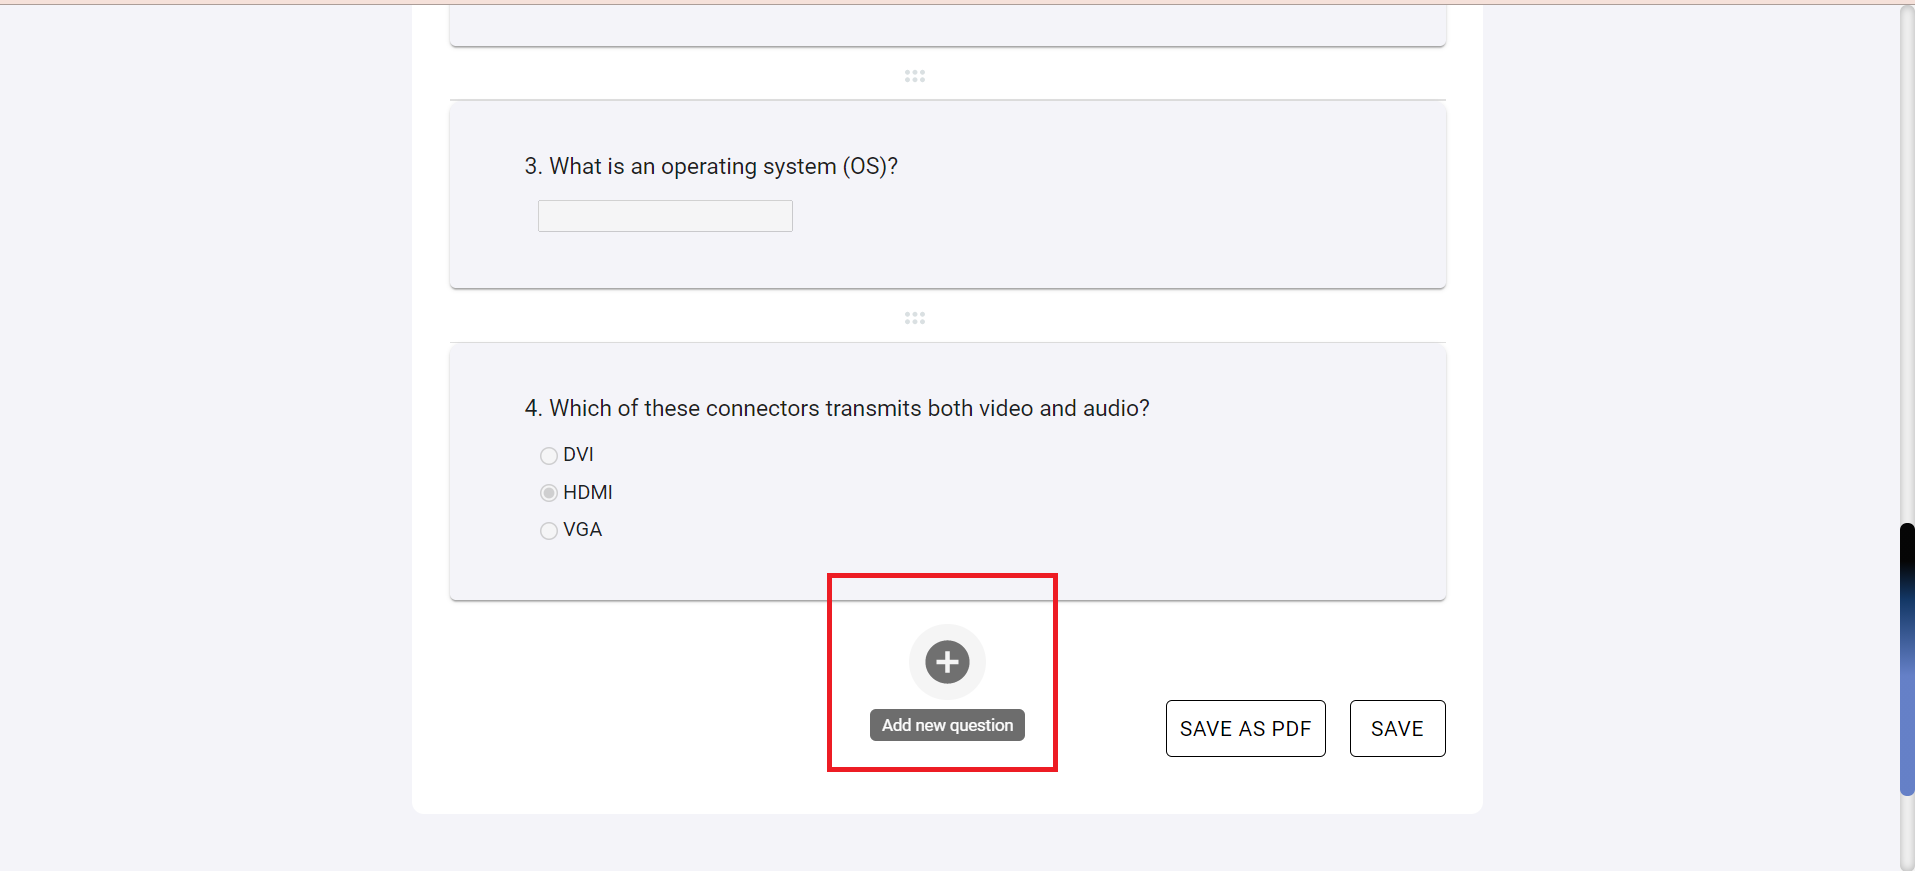 3. What is an operating system (OS)?
4. Which of these connectors transmits both video and audio?
DVI
HDMI
VGA
Add new question
SAVE AS PDF
SAVE